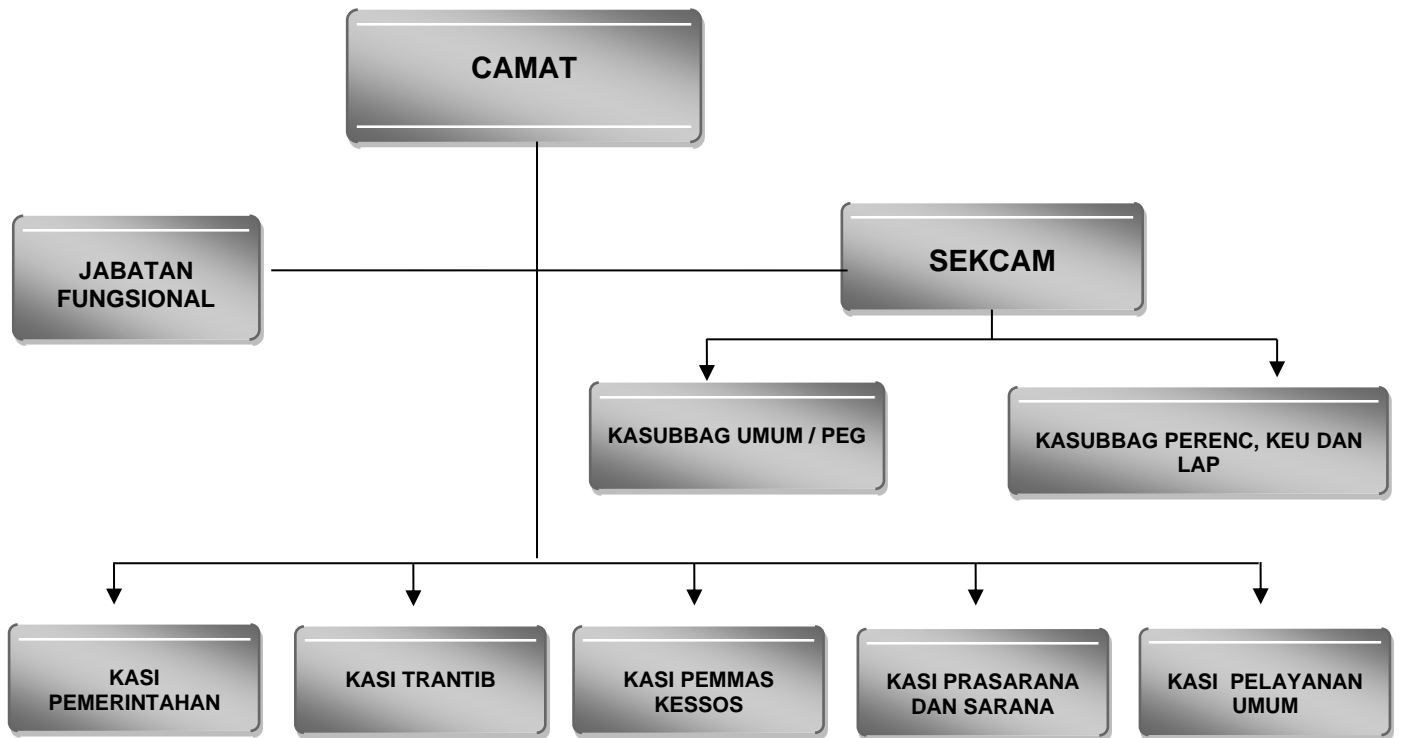 CAMAT
JABATAN
FUNGSIONAL
SEKCAM
KASUBBAG UMUM / PEG
KASUBBAG PERENC, KEU DAN
LAP
KASI
PEMERINTAHAN
KASI TRANTIB
KASI PEMMAS
KESSOS
KASI PRASARANA
DAN SARANA
KASI PELAYANAN
UMUM